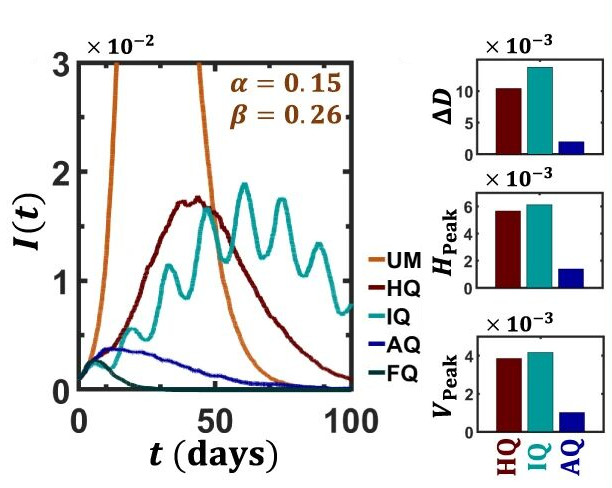 × 10⁻²
3
2
1
0
I(t)
α = 0.15
β = 0.26
0 50 100
t (days)
UM
HQ
IQ
AQ
FQ
× 10⁻³
10
5
0
ΔD
× 10⁻³
6
4
2
0
H_Peak
× 10⁻³
4
2
0
V_Peak
HQ IQ AQ